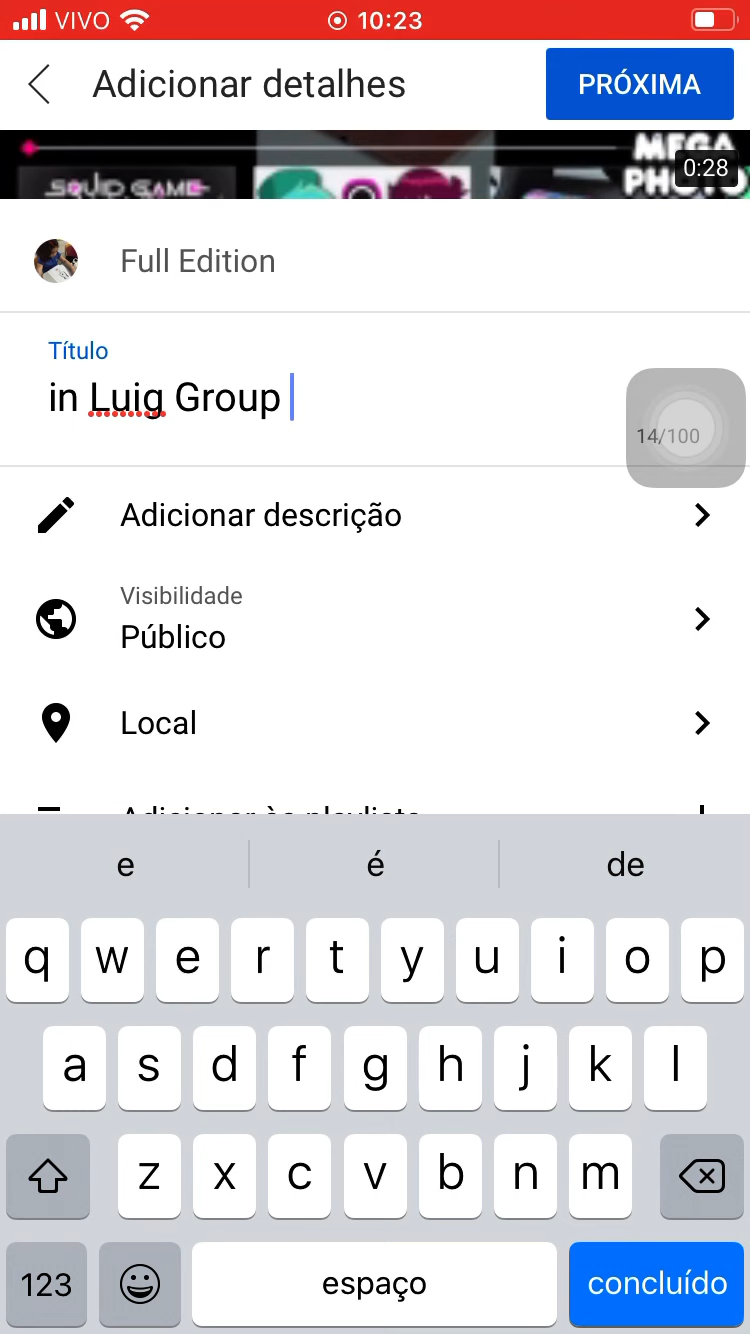 VIVO 10:23
Adicionar detalhes PRÓXIMA
SQUID GAME MEGA
PHOTO 0:28
Full Edition
Título
in Luig Group
14/100
Adicionar descrição
Visibilidade
Público
Local
Adicionar às playlists
e é de
q w e r t y u i o p
a s d f g h j k l
z x c v b n m
123 espaço concluído